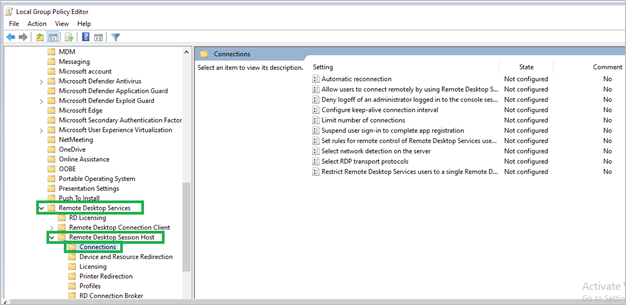 Local Group Policy Editor
File Action View Help
MDM
Messaging
Microsoft account
Microsoft Defender Antivirus
Microsoft Defender Application Guard
Microsoft Defender Exploit Guard
Microsoft Edge
Microsoft Secondary Authentication Factor
Microsoft User Experience Virtualization
NetMeeting
OneDrive
Online Assistance
OOBE
Portable Operating System
Presentation Settings
Push To Install
Remote Desktop Services
RD Licensing
Remote Desktop Connection Client
Remote Desktop Session Host
Connections
Device and Resource Redirection
Licensing
Printer Redirection
Profiles
RD Connection Broker
Connections
Select an item to view its description.
Setting State Comment
Automatic reconnection Not configured No
Allow users to connect remotely by using Remote Desktop S... Not configured No
Deny logoff of an administrator logged in to the console ses... Not configured No
Configure keep-alive connection interval Not configured No
Limit number of connections Not configured No
Suspend user sign-in to complete app registration Not configured No
Set rules for remote control of Remote Desktop Services use... Not configured No
Select network detection on the server Not configured No
Select RDP transport protocols Not configured No
Restrict Remote Desktop Services users to a single Remote D... Not configured No
Activate
Go to Settings